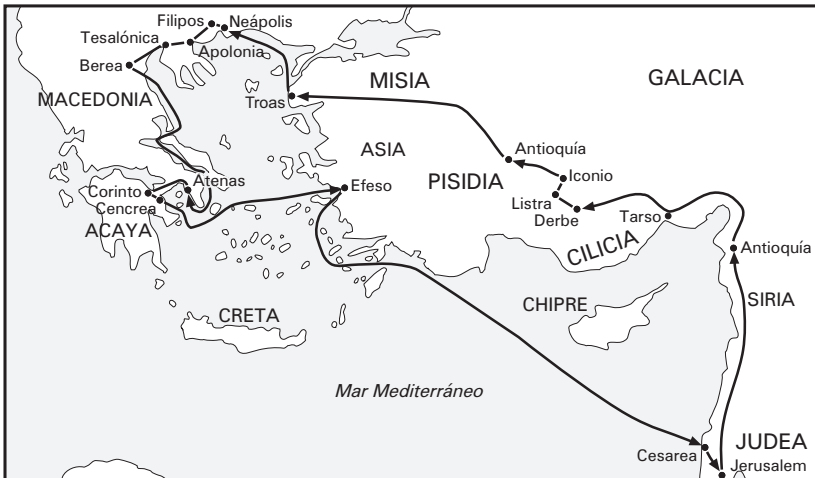 Filipos
Neápolis
Tesalónica
Apolonia
Berea
MACEDONIA
MISIA
GALACIA
Troas
ASIA
Antioquía
Iconio
PISIDIA
Listra
Derbe
Tarso
CILICIA
Atenas
Corinto
Cencrea
ACAYA
Efeso
Antioquía
SIRIA
CHIPRE
CRETA
Mar Mediterráneo
Cesarea
JUDEA
Jerusalem